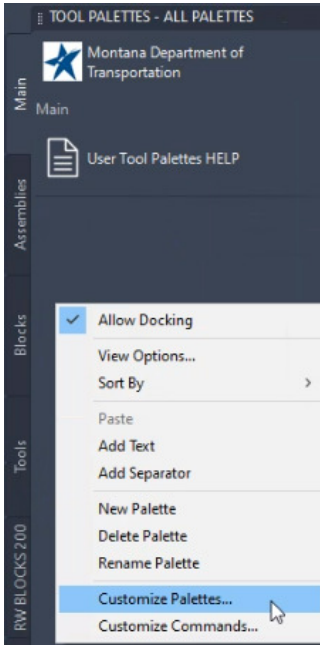 TOOL PALETTES - ALL PALETTES
Montana Department of
Transportation
Main
Main
User Tool Palettes HELP
Assemblies
Allow Docking
Blocks
View Options...
Sort By
Paste
Add Text
Tools
Add Separator
New Palette
Delete Palette
Rename Palette
RW BLOCKS 200
Customize Palettes...
Customize Commands...